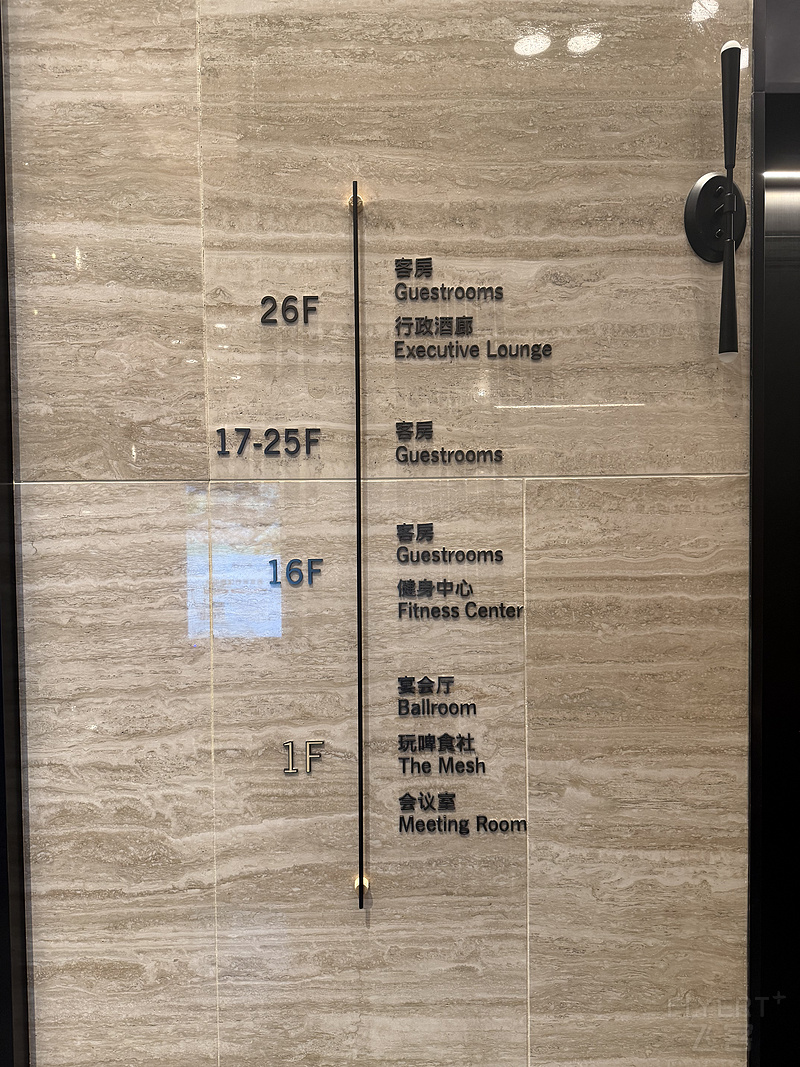 26F
客房
Guestrooms
行政酒廊
Executive Lounge
17-25F
客房
Guestrooms
16F
客房
Guestrooms
健身中心
Fitness Center
1F
宴会厅
Ballroom
玩啤食社
The Mesh
会议室
Meeting Room